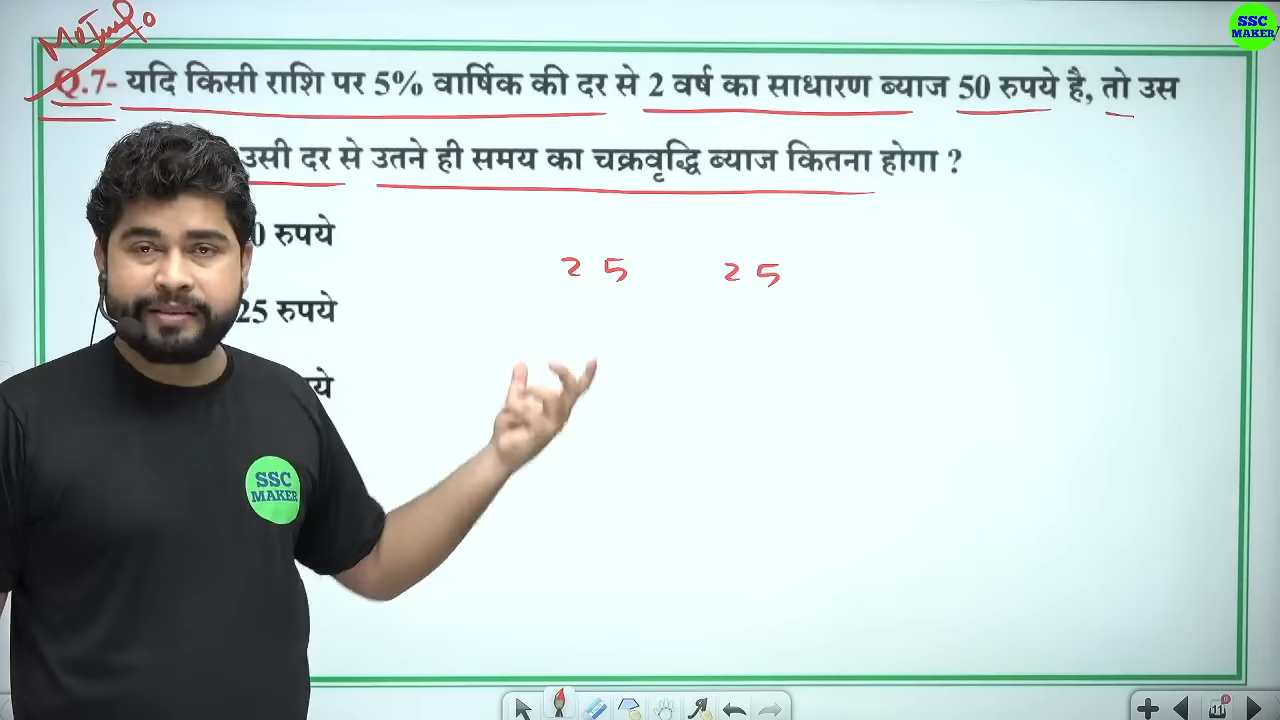 SSC
MAKER
Q.7- यदि किसी राशि पर 5% वार्षिक की दर से 2 वर्ष का साधारण ब्याज 50 रुपये है, तो उस
उसी दर से उतने ही समय का चक्रवृद्धि ब्याज कितना होगा ?
0 रुपये
25 रुपये
25 25
SSC
MAKER
11